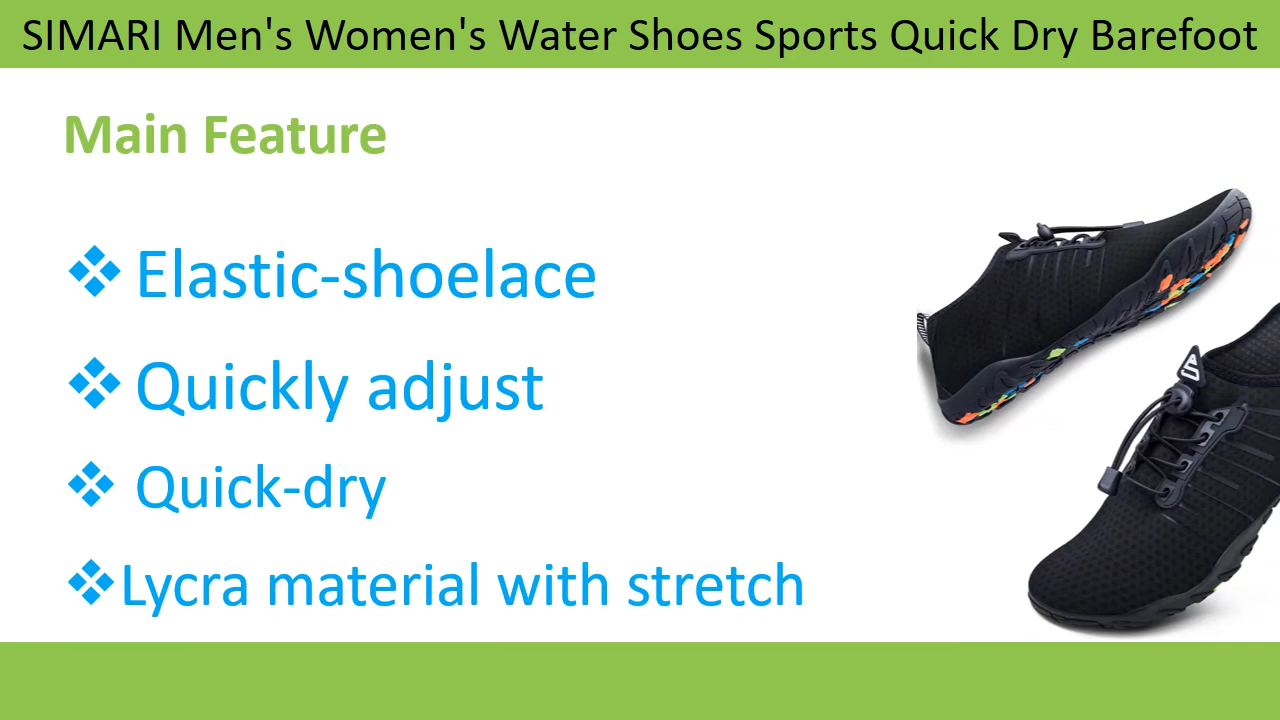 SIMARI Men's Women's Water Shoes Sports Quick Dry Barefoot
Main Feature
❖ Elastic-shoelace
❖ Quickly adjust
❖ Quick-dry
❖Lycra material with stretch